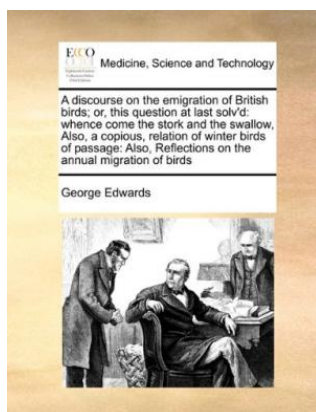 ECCO
Medicine, Science and Technology
A discourse on the emigration of British
birds; or, this question at last solv'd:
whence come the stork and the swallow,
Also, a copious, relation of winter birds
of passage: Also, Reflections on the
annual migration of birds
George Edwards